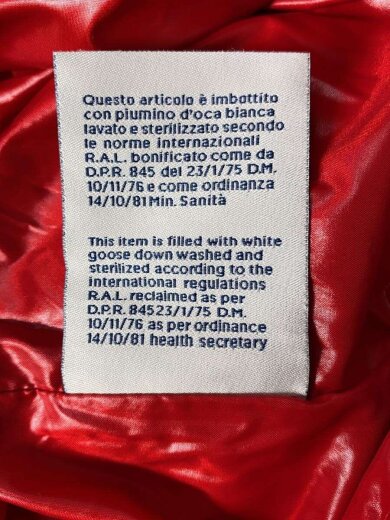 Questo articolo è imbottito
con piumino d'oca bianca
lavato e sterilizzato secondo
le norme internazionali
R.A.L. bonificato come da
D.P.R. 845 del 23/1/75 D.M.
10/11/76 e come ordinanza
14/10/81 Min. Sanità
This item is filled with white
goose down washed and
sterilized according to the
international regulations
R.A.L. reclaimed as per
D.P.R. 84523/1/75 D.M.
10/11/76 as per ordinance
14/10/81 health secretary